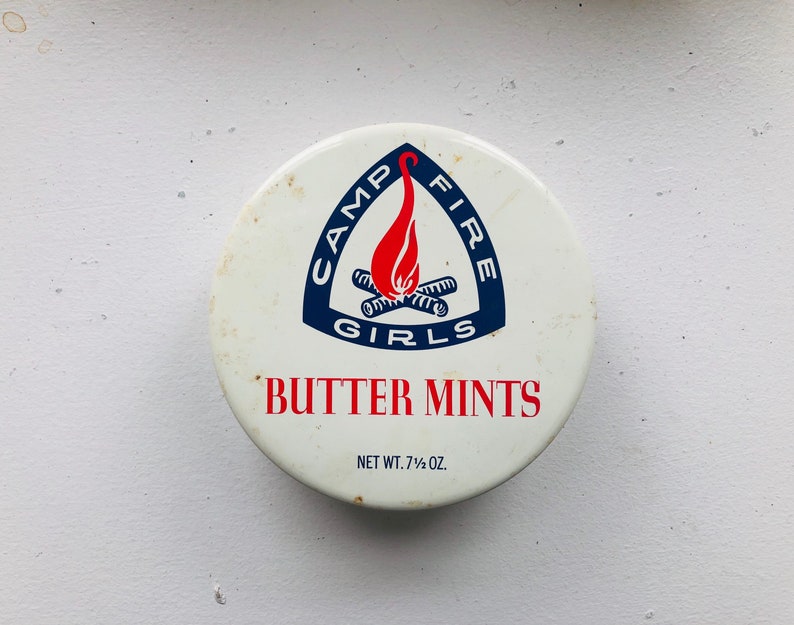 CAMP FIRE
GIRLS
BUTTER MINTS
NET WT. 7½ OZ.